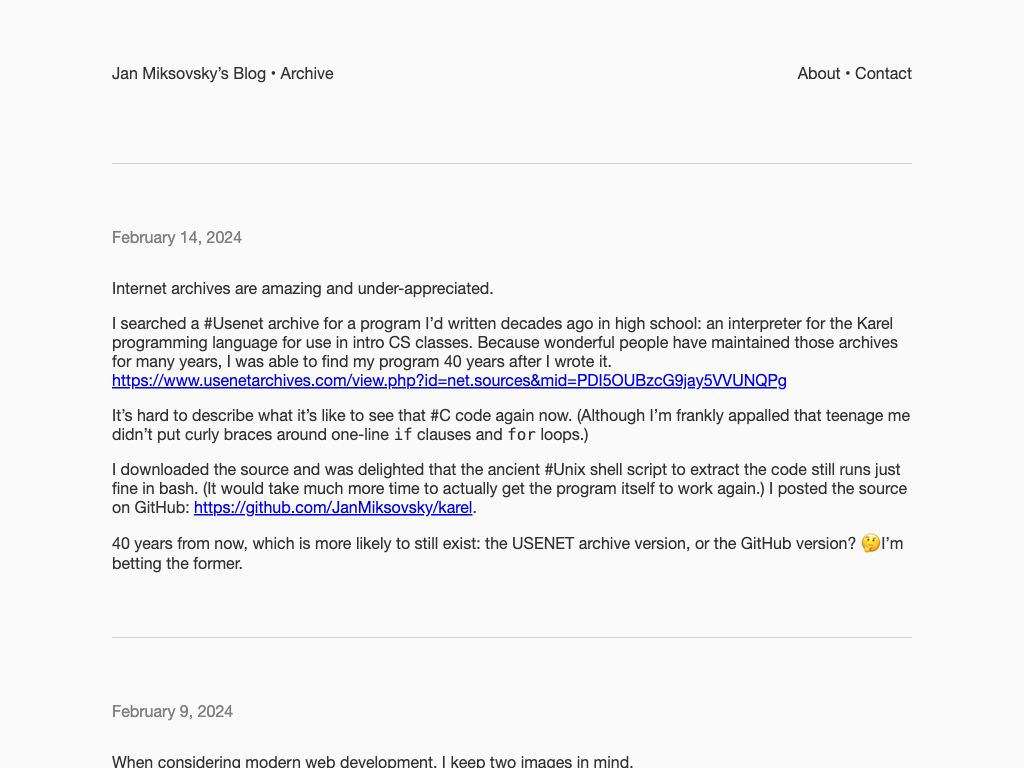 Jan Miksovsky’s Blog • Archive
About • Contact
February 14, 2024
Internet archives are amazing and under-appreciated.
I searched a #Usenet archive for a program I’d written decades ago in high school: an interpreter for the Karel
programming language for use in intro CS classes. Because wonderful people have maintained those archives
for many years, I was able to find my program 40 years after I wrote it.
https://www.usenetarchives.com/view.php?id=net.sources&mid=PDI5OUBzcG9jay5VVUNQPg
It’s hard to describe what it’s like to see that #C code again now. (Although I’m frankly appalled that teenage me
didn’t put curly braces around one-line if clauses and for loops.)
I downloaded the source and was delighted that the ancient #Unix shell script to extract the code still runs just
fine in bash. (It would take much more time to actually get the program itself to work again.) I posted the source
on GitHub: https://github.com/JanMiksovsky/karel.
40 years from now, which is more likely to still exist: the USENET archive version, or the GitHub version? 🤔I’m
betting the former.
February 9, 2024
When considering modern web development, I keep two images in mind.